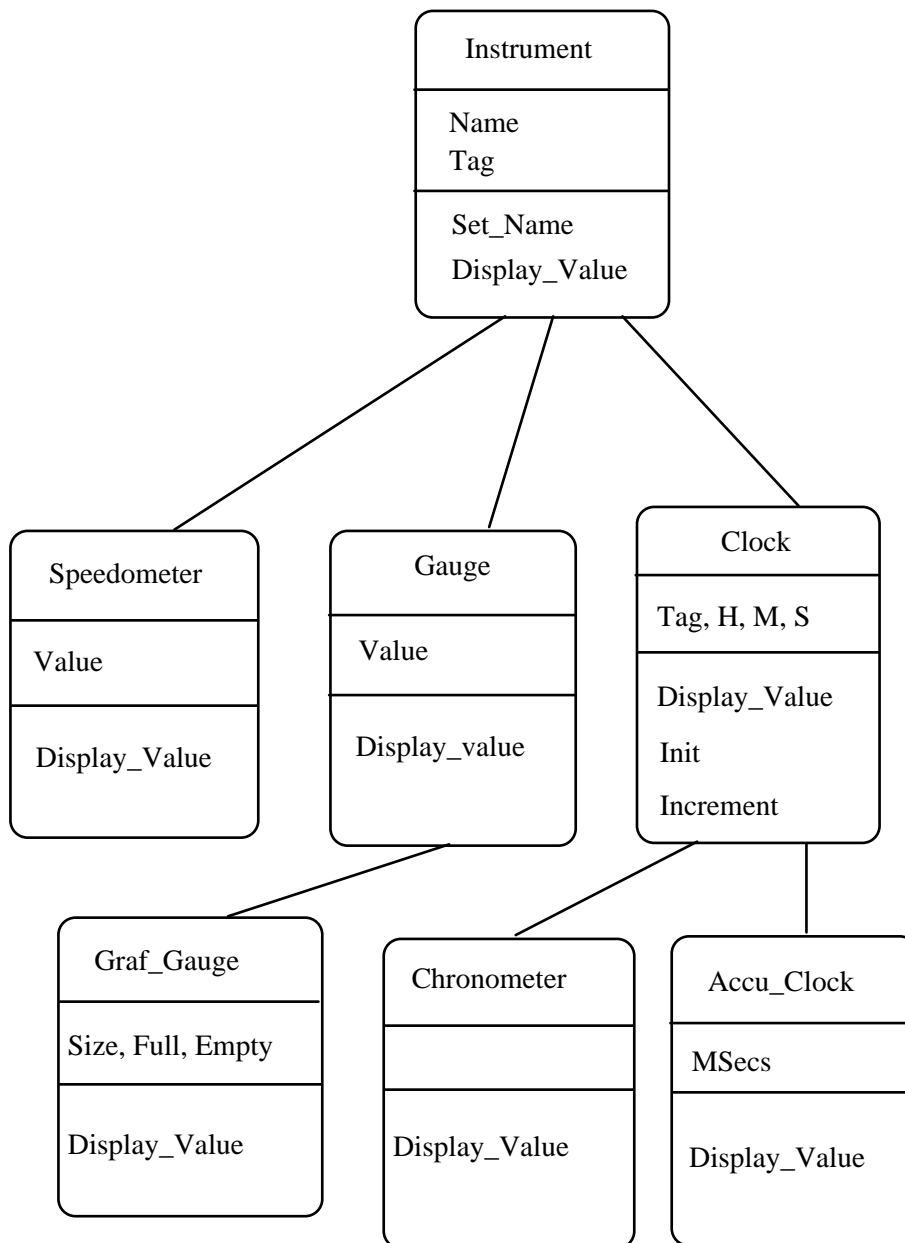 Instrument
Name
Tag
Set_Name
Display_Value
Speedometer
Value
Display_Value
Gauge
Value
Display_value
Clock
Tag, H, M, S
Display_Value
Init
Increment
Graf_Gauge
Size, Full, Empty
Display_Value
Chronometer
Display_Value
Accu_Clock
MSecs
Display_Value